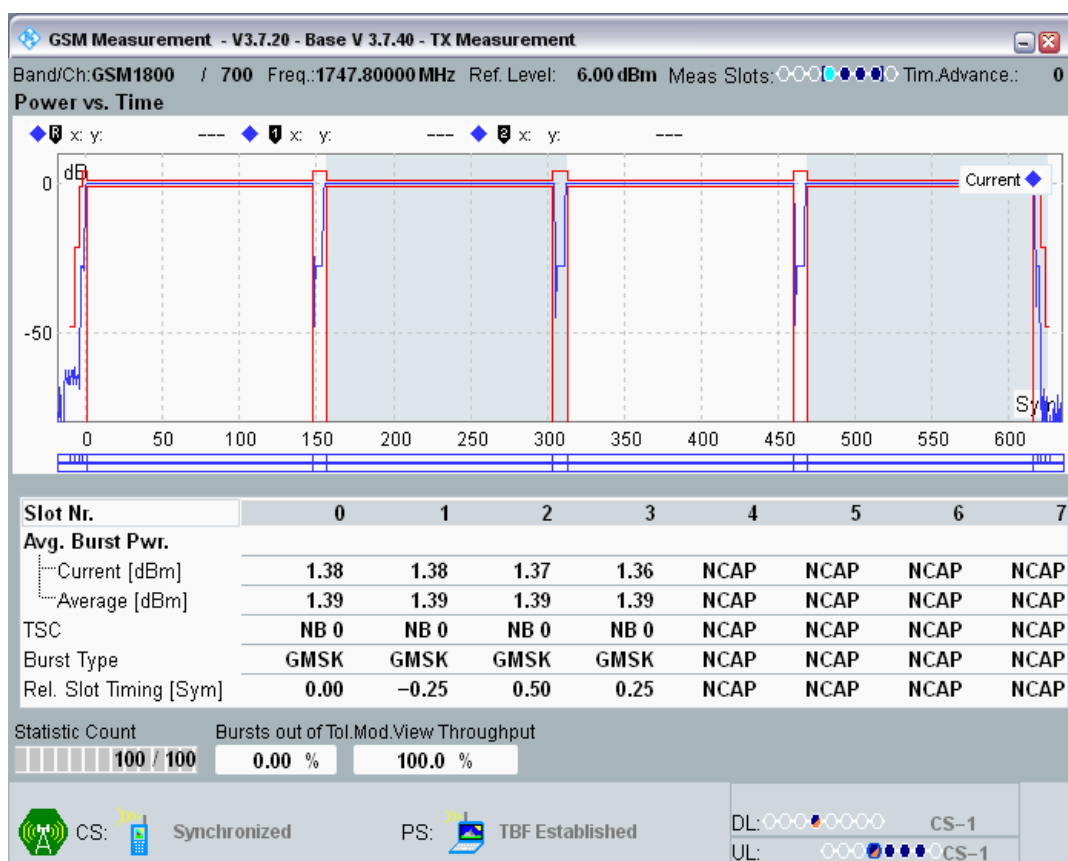 GSM Measurement - V3.7.20 - Base V 3.7.40 - TX Measurement
Band/Ch:GSM1800 / 700 Freq.:1747.80000 MHz Ref. Level: 6.00 dBm Meas Slots: Tim.Advance.: 0
Power vs. Time
R x: y: --- 1 x: y: --- 2 x: y: ---
dB
0
Current
-50
Sym
0 50 100 150 200 250 300 350 400 450 500 550 600
Slot Nr. 0 1 2 3 4 5 6 7
Avg. Burst Pwr.
Current [dBm] 1.38 1.38 1.37 1.36 NCAP NCAP NCAP NCAP
Average [dBm] 1.39 1.39 1.39 1.39 NCAP NCAP NCAP NCAP
TSC NB 0 NB 0 NB 0 NB 0 NCAP NCAP NCAP NCAP
Burst Type GMSK GMSK GMSK GMSK NCAP NCAP NCAP NCAP
Rel. Slot Timing [Sym] 0.00 −0.25 0.50 0.25 NCAP NCAP NCAP NCAP
Statistic Count Bursts out of Tol.Mod.View Throughput
100 / 100 0.00 % 100.0 %
CS: Synchronized PS: TBF Established
DL: CS−1
UL: CS−1